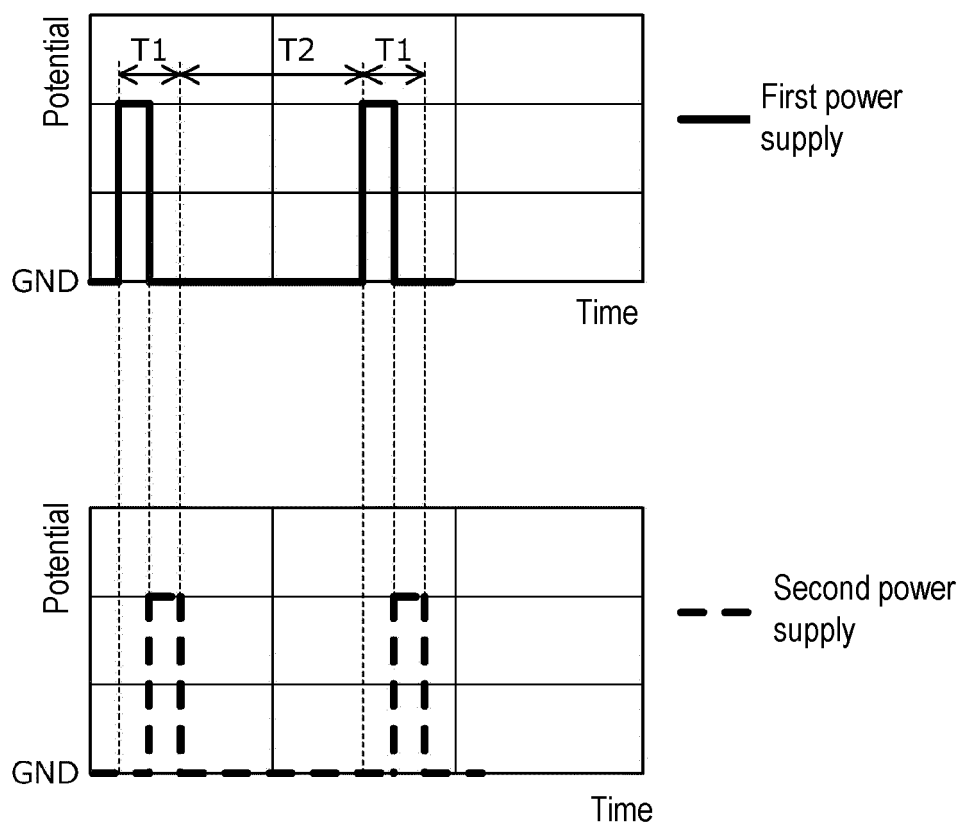 Potential
T1
T2
T1
First power
supply
GND
Time
Potential
Second power
supply
GND
Time